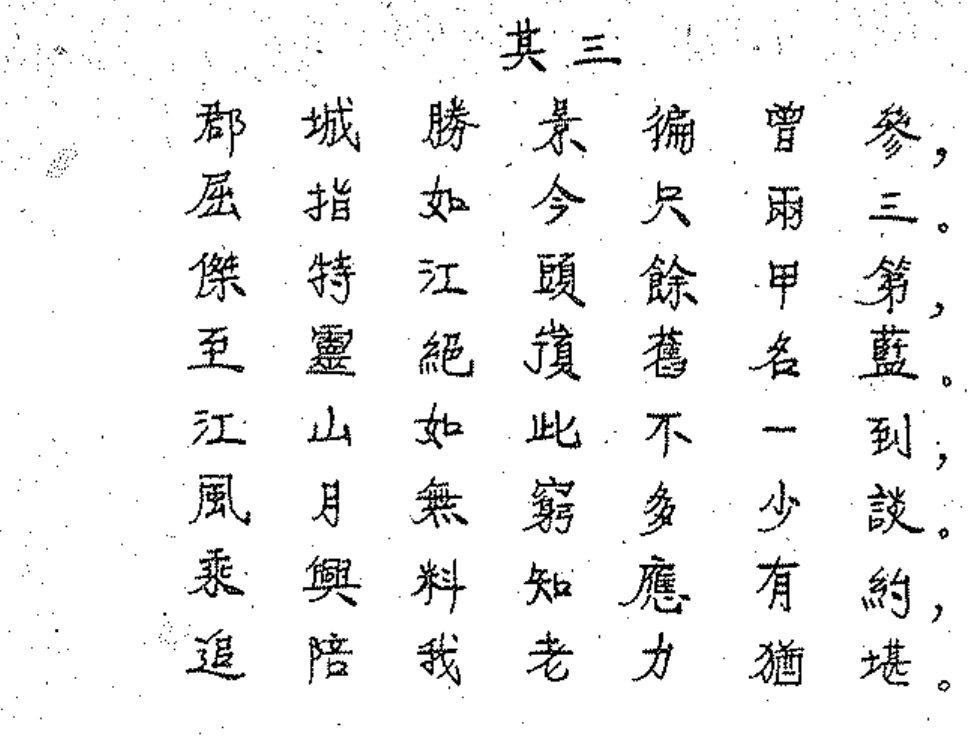 其三
郡城勝景徧曾參，
屈指如今只兩三。
傑特江頭餘甲第，
至靈絕嵿舊名藍。
江山如此不一到，
風月無窮多少談。
乘興料知應有約，
追陪我老力猶堪。